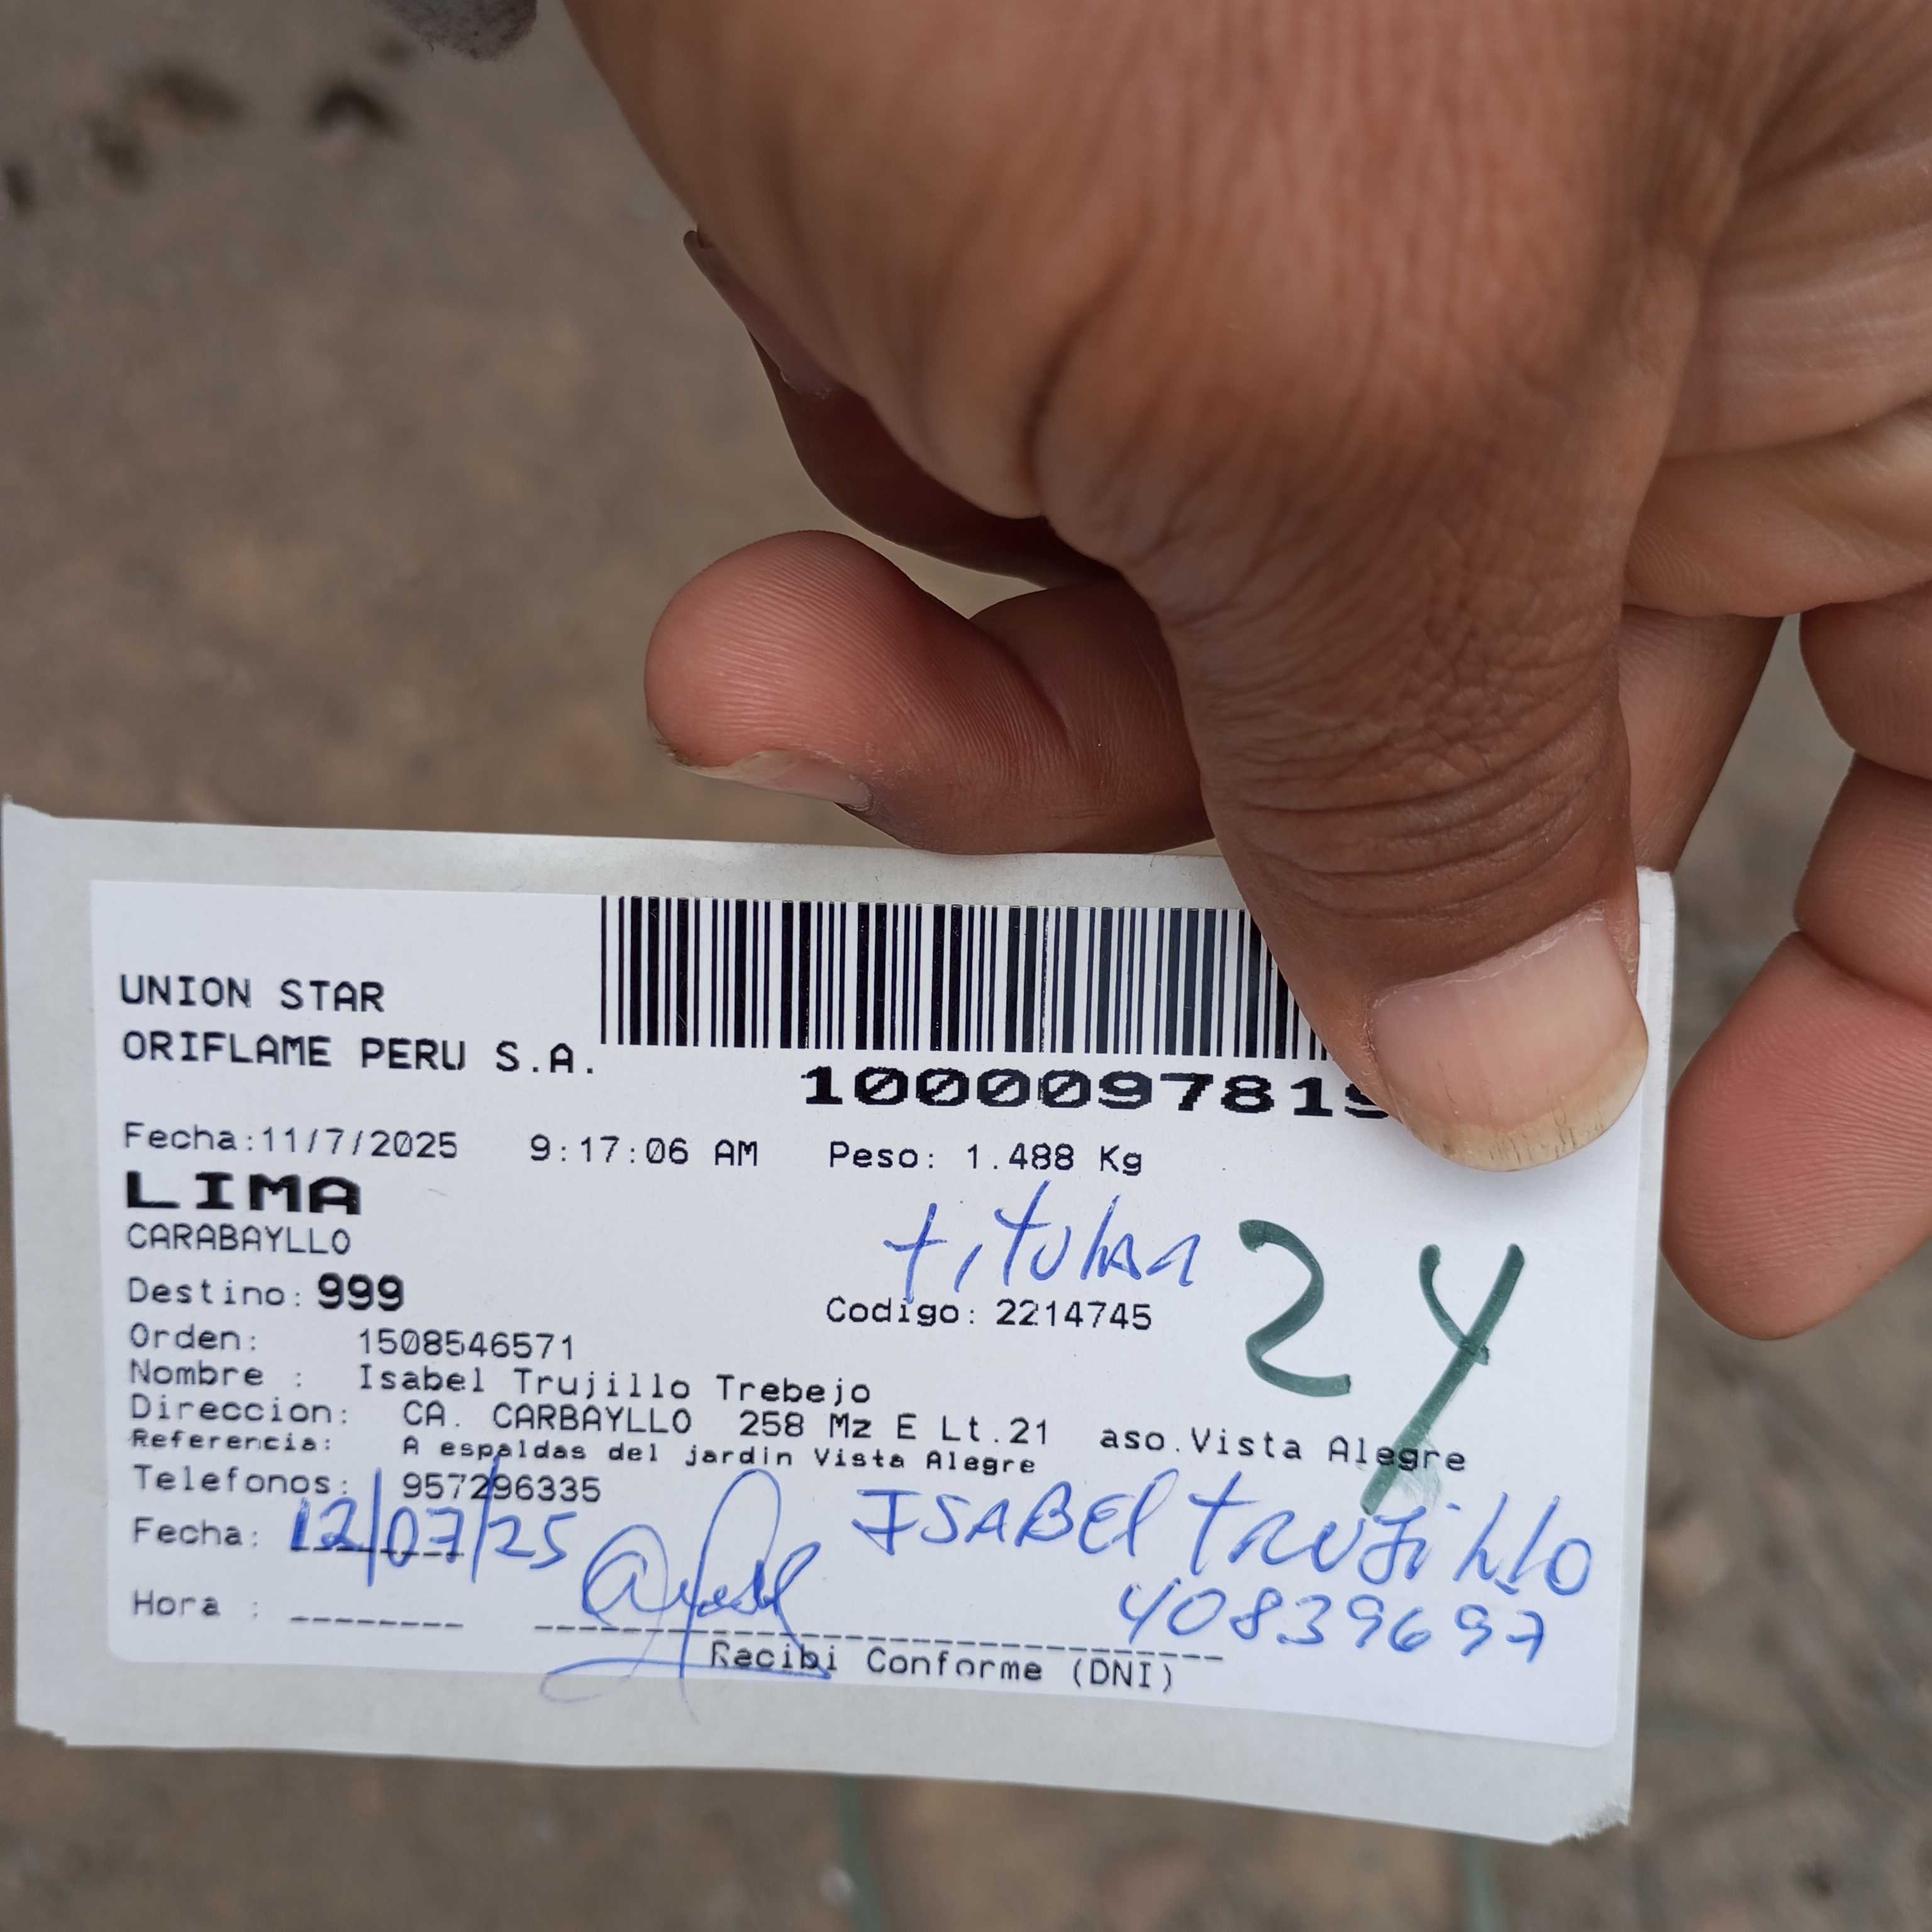 UNION STAR
ORIFLAME PERU S.A.
100009781
Fecha:11/7/2025 9:17:06 AM Peso: 1.488 Kg
LIMA
CARABAYLLO
titular
Destino: 999
Codigo: 2214745
24
Orden: 1508546571
Nombre : Isabel Trujillo Trebejo
Direccion: CA. CARBAYLLO 258 Mz E Lt.21 aso.Vista Alegre
Referencia: A espaldas del jardin Vista Alegre
Telefonos: 957296335
Fecha: 12/07/25
ISABEl trujillo
40839697
Hora :
Recibi Conforme (DNI)